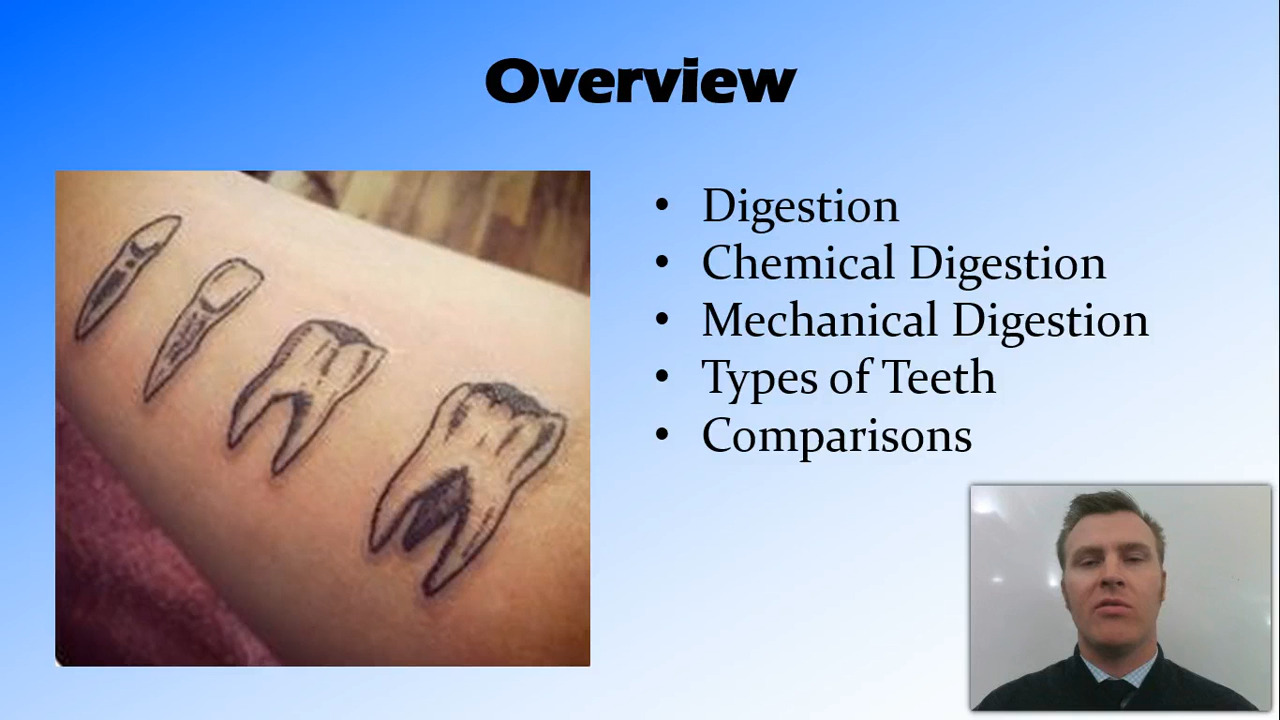 Overview
• Digestion
• Chemical Digestion
• Mechanical Digestion
• Types of Teeth
• Comparisons